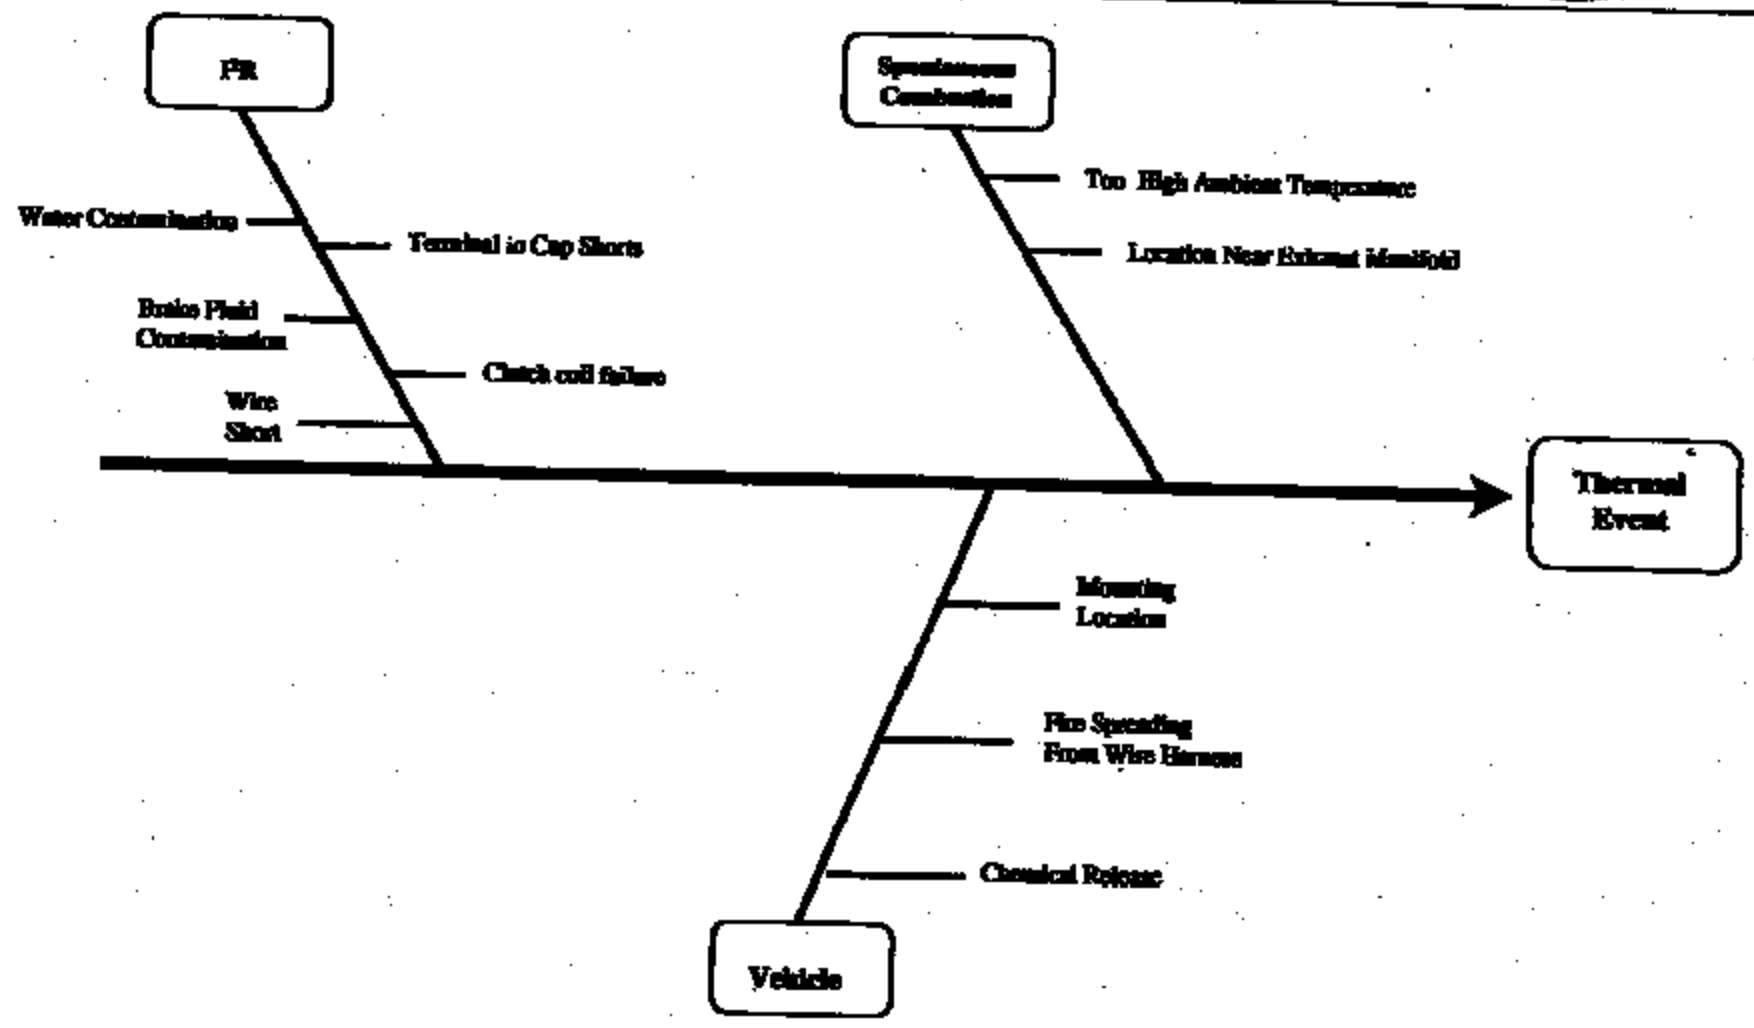 I²R
Spontaneous
Combustion
Too High Ambient Temperature
Water Contamination
Terminal to Cap Shorts
Location Near Exhaust Manifold
Brake Fluid
Contamination
Clutch coil failure
Wire
Short
Thermal
Event
Mounting
Location
Fire Spreading
From Wire Harness
Chemical Release
Vehicle